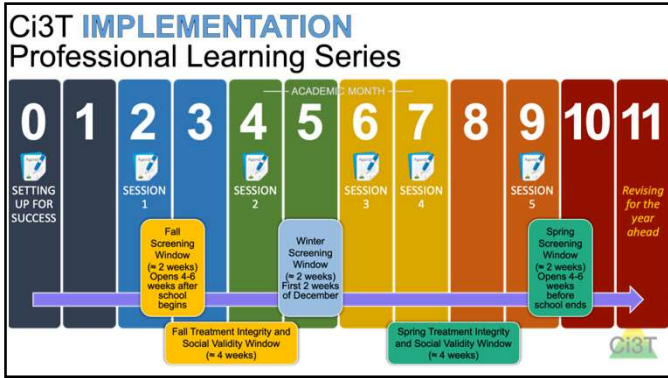 Ci3T IMPLEMENTATION
Professional Learning Series
ACADEMIC MONTH
0
1
2
3
4
5
6
7
8
9
10
11
SETTING
UP FOR
SUCCESS
SESSION
1
SESSION
2
SESSION
3
SESSION
4
SESSION
5
Revising
for the
year
ahead
Fall
Screening
Window
(≈ 2 weeks)
Opens 4-6
weeks after
school
begins
Winter
Screening
Window
(≈ 2 weeks)
First 2 weeks
of December
Spring
Screening
Window
(≈ 2 weeks)
Opens 4-6
weeks
before
school ends
Fall Treatment Integrity and
Social Validity Window
(≈ 4 weeks)
Spring Treatment Integrity
and Social Validity Window
(≈ 4 weeks)
Ci3T